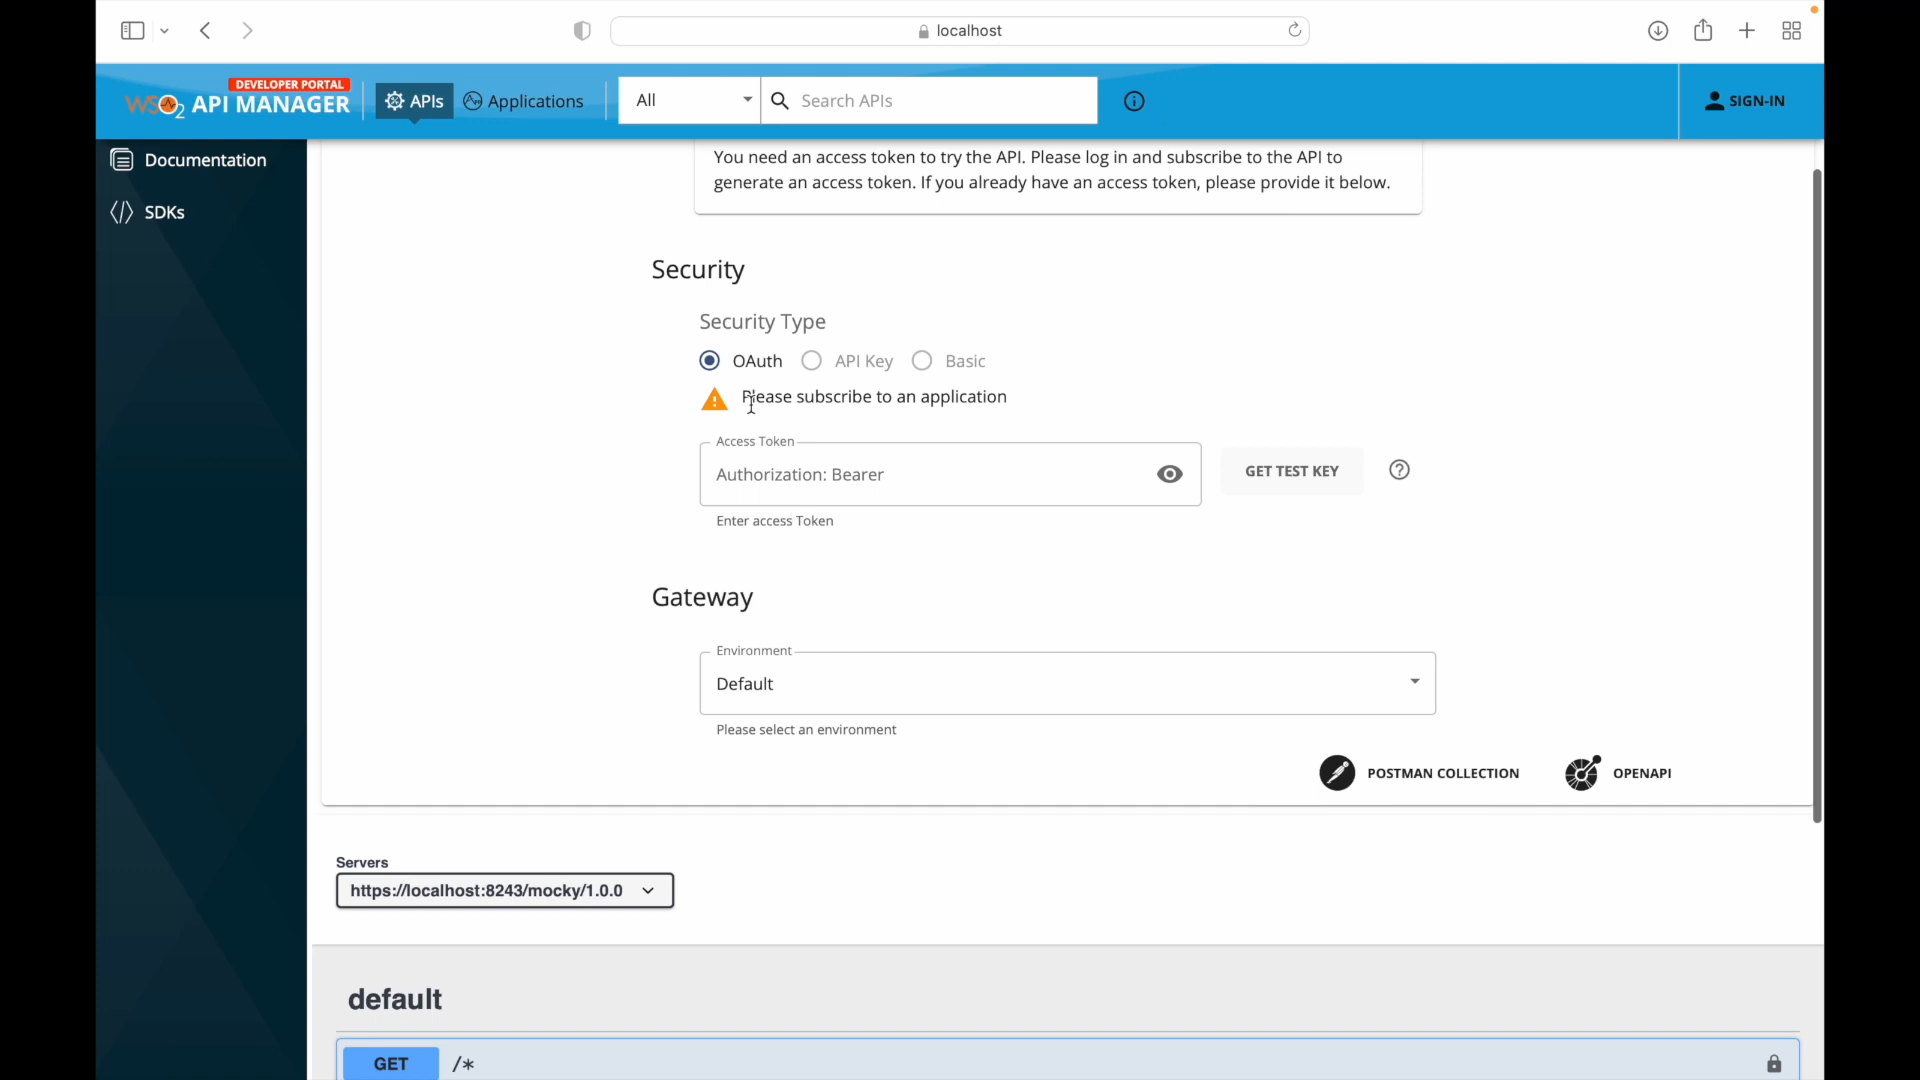 localhost
DEVELOPER PORTAL
WSO2 API MANAGER
APIs
Applications
All
Search APIs
SIGN-IN
Documentation
SDKs
You need an access token to try the API. Please log in and subscribe to the API to
generate an access token. If you already have an access token, please provide it below.
Security
Security Type
OAuth
API Key
Basic
Please subscribe to an application
Access Token
Authorization: Bearer
GET TEST KEY
Enter access Token
Gateway
Environment
Default
Please select an environment
POSTMAN COLLECTION
OPENAPI
Servers
https://localhost:8243/mocky/1.0.0
default
GET /*